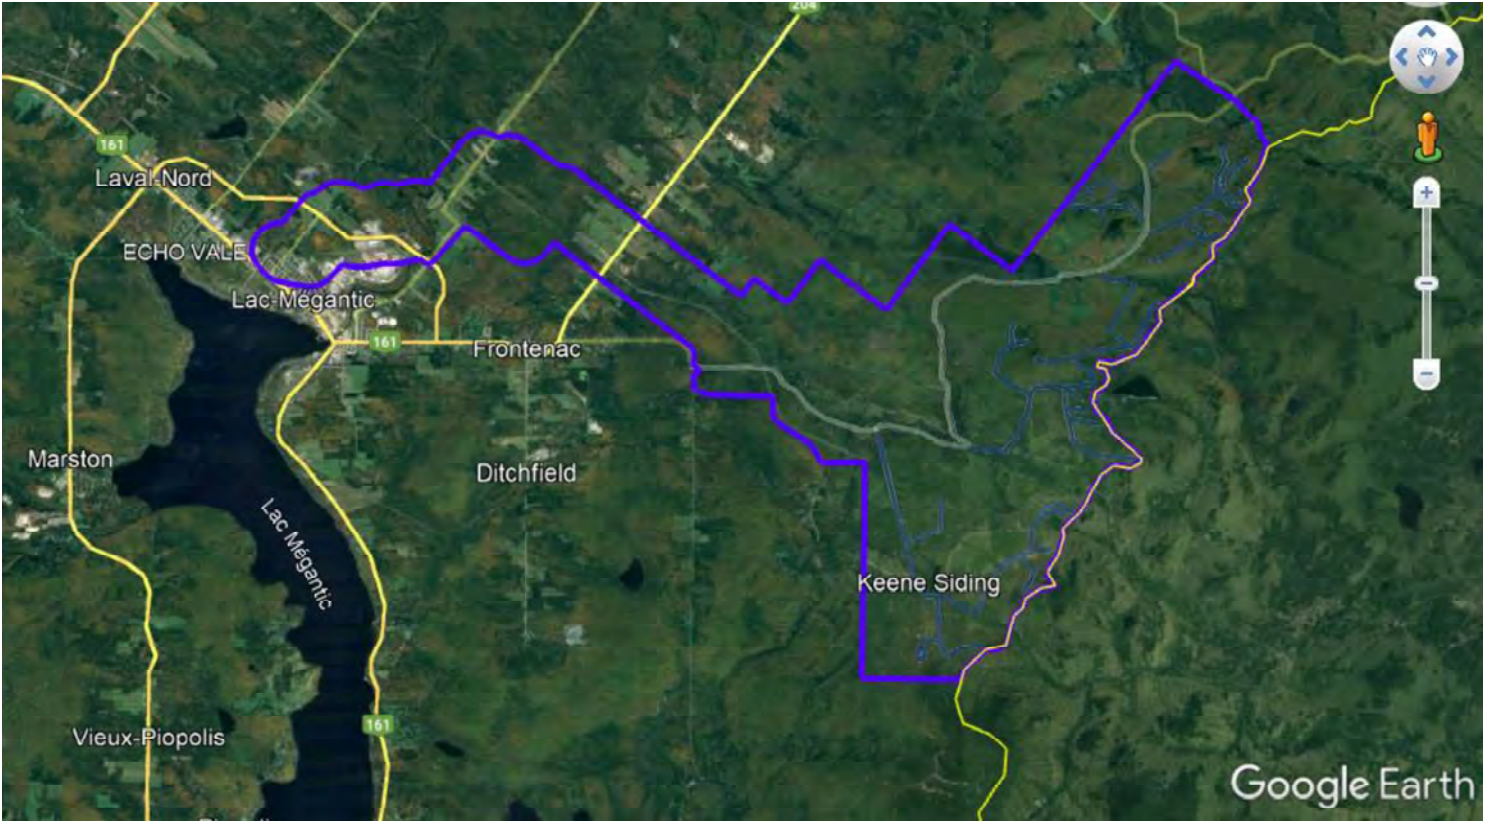 204
161
Laval-Nord
ECHO VALE
Lac-Mégantic
161
Frontenac
Marston
Ditchfield
Lac Mégantic
Keene Siding
161
Vieux-Piopolis
Google Earth